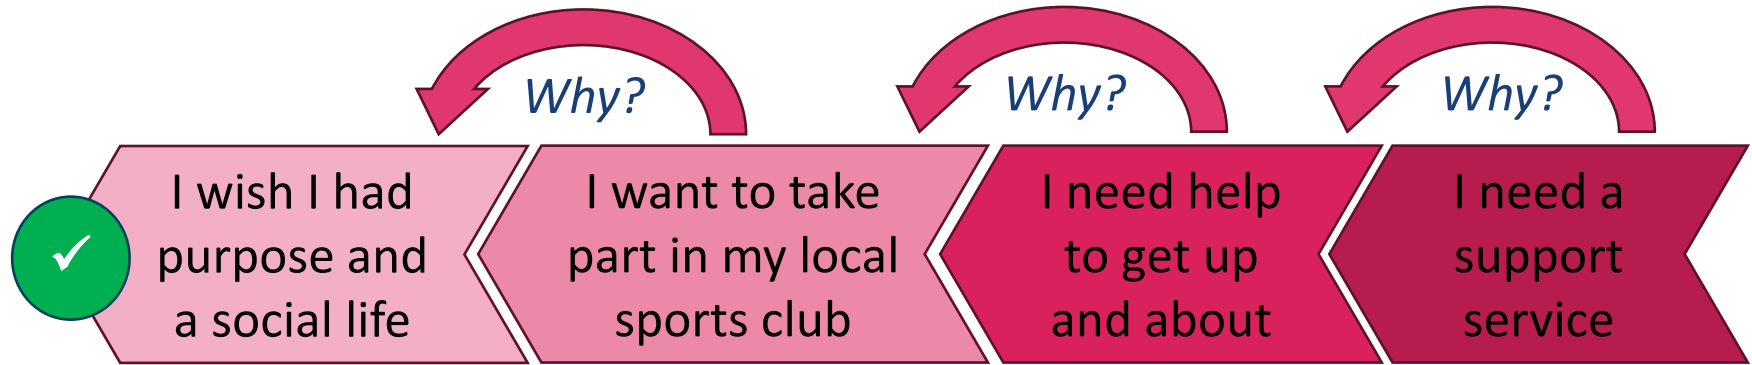 Why?
Why?
Why?
I wish I had
purpose and
a social life
I want to take
part in my local
sports club
I need help
to get up
and about
I need a
support
service